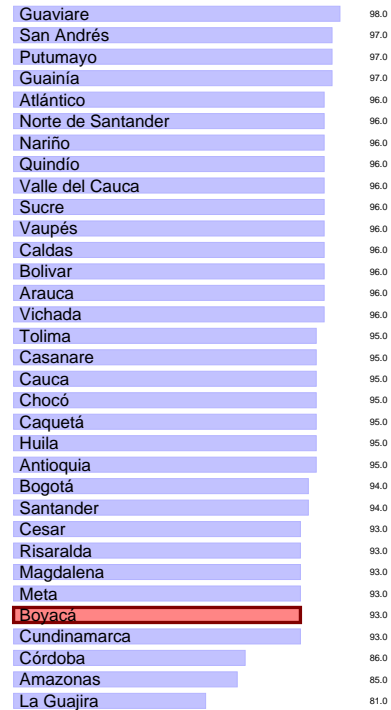 Guaviare 98.0
San Andrés 97.0
Putumayo 97.0
Guainía 97.0
Atlántico 96.0
Norte de Santander 96.0
Nariño 96.0
Quindío 96.0
Valle del Cauca 96.0
Sucre 96.0
Vaupés 96.0
Caldas 96.0
Bolivar 96.0
Arauca 96.0
Vichada 96.0
Tolima 95.0
Casanare 95.0
Cauca 95.0
Chocó 95.0
Caquetá 95.0
Huila 95.0
Antioquia 95.0
Bogotá 94.0
Santander 94.0
Cesar 93.0
Risaralda 93.0
Magdalena 93.0
Meta 93.0
Boyacá 93.0
Cundinamarca 93.0
Córdoba 86.0
Amazonas 85.0
La Guajira 81.0